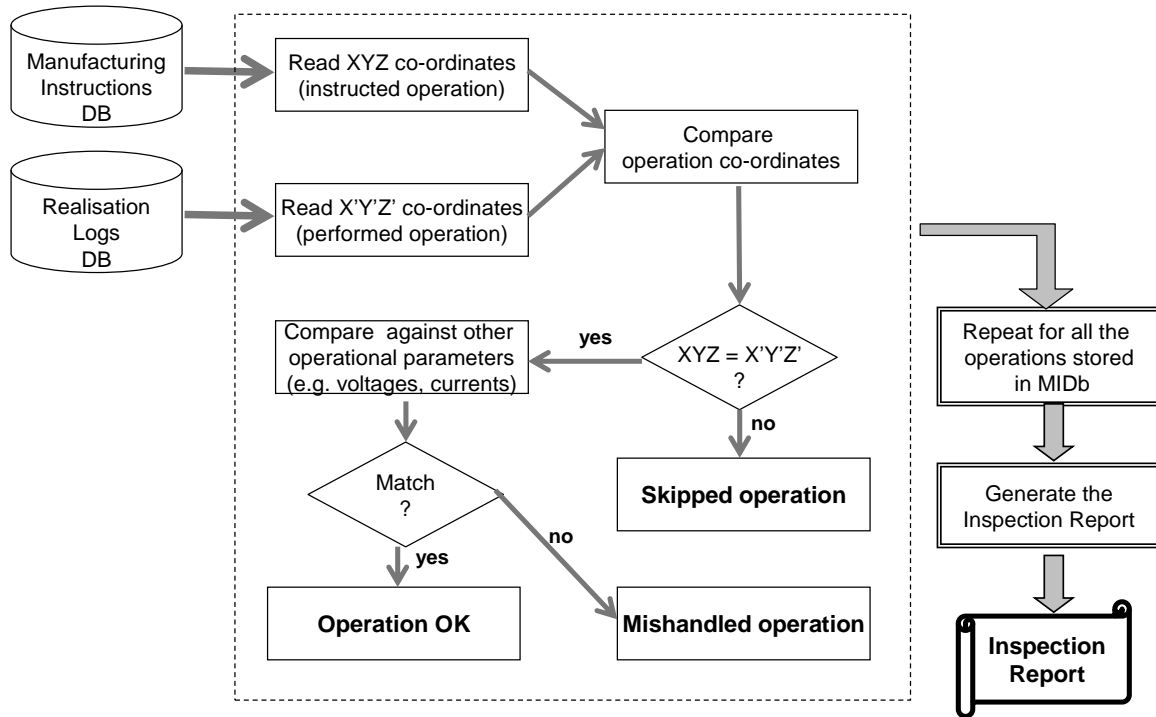 Manufacturing
Instructions
DB
Read XYZ co-ordinates
(instructed operation)
Compare
operation co-ordinates
Realisation
Logs
DB
Read X'Y'Z' co-ordinates
(performed operation)
Compare against other
operational parameters
(e.g. voltages, currents)
yes
XYZ = X'Y'Z'
?
no
Skipped operation
Match
?
no
yes
Operation OK
Mishandled operation
Repeat for all the
operations stored
in MIDb
Generate the
Inspection Report
Inspection
Report